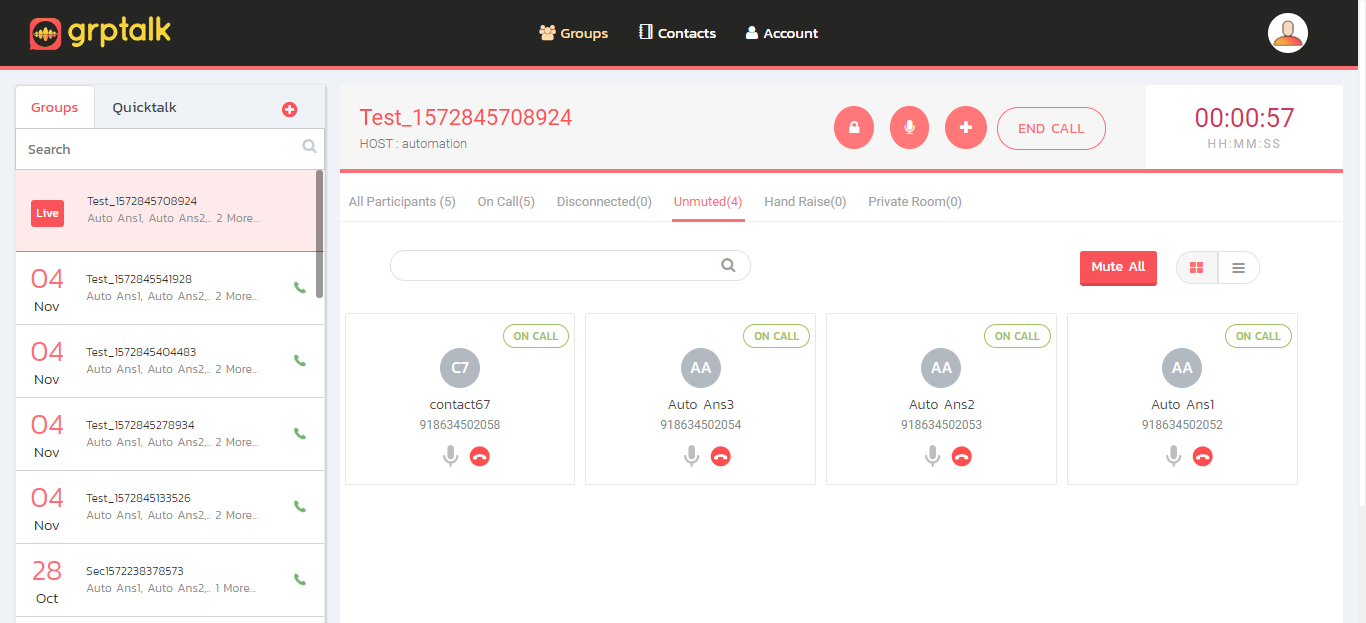 grptalk
Groups Contacts Account
Groups Quicktalk
Search
Live
Test_1572845708924
Auto Ans1, Auto Ans2,.. 2 More...
04
Nov
Test_1572845541928
Auto Ans1, Auto Ans2,.. 2 More...
04
Nov
Test_1572845404483
Auto Ans1, Auto Ans2,.. 2 More...
04
Nov
Test_1572845278934
Auto Ans1, Auto Ans2,.. 2 More...
04
Nov
Test_1572845133526
Auto Ans1, Auto Ans2,.. 2 More...
28
Oct
Sec1572238378573
Auto Ans1, Auto Ans2,.. 1 More...
Test_1572845708924
HOST : automation
END CALL
00:00:57
HH:MM:SS
All Participants (5) On Call(5) Disconnected(0) Unmuted(4) Hand Raise(0) Private Room(0)
Mute All
ON CALL
C7
contact67
918634502058
ON CALL
AA
Auto Ans3
918634502054
ON CALL
AA
Auto Ans2
918634502053
ON CALL
AA
Auto Ans1
918634502052